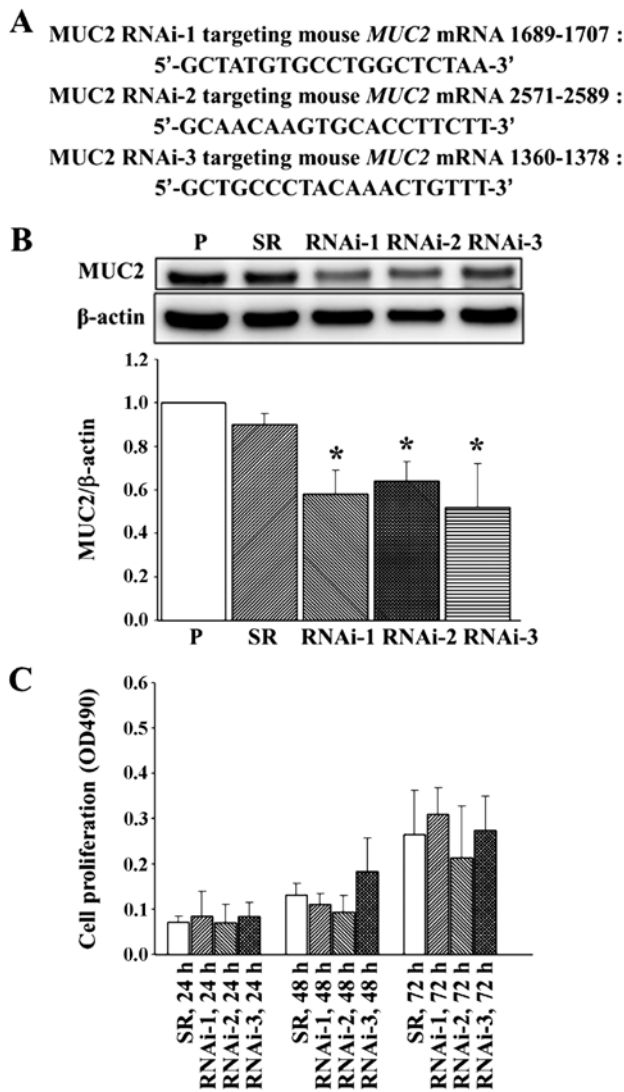 A
MUC2 RNAi-1 targeting mouse MUC2 mRNA 1689-1707 :
5'-GCTATGTGCCTGGCTCTAA-3'
MUC2 RNAi-2 targeting mouse MUC2 mRNA 2571-2589 :
5'-GCAACAAGTGCACCTTCTT-3'
MUC2 RNAi-3 targeting mouse MUC2 mRNA 1360-1378 :
5'-GCTGCCCTACAAACTGTTT-3'
B
P SR RNAi-1 RNAi-2 RNAi-3
MUC2
β-actin
MUC2/β-actin
1.2
1.0
0.8
0.6
0.4
0.2
0.0
* * *
P SR RNAi-1 RNAi-2 RNAi-3
C
Cell proliferation (OD490)
0.6
0.5
0.4
0.3
0.2
0.1
0.0
SR, 24 h
RNAi-1, 24 h
RNAi-2, 24 h
RNAi-3, 24 h
SR, 48 h
RNAi-1, 48 h
RNAi-2, 48 h
RNAi-3, 48 h
SR, 72 h
RNAi-1, 72 h
RNAi-2, 72 h
RNAi-3, 72 h